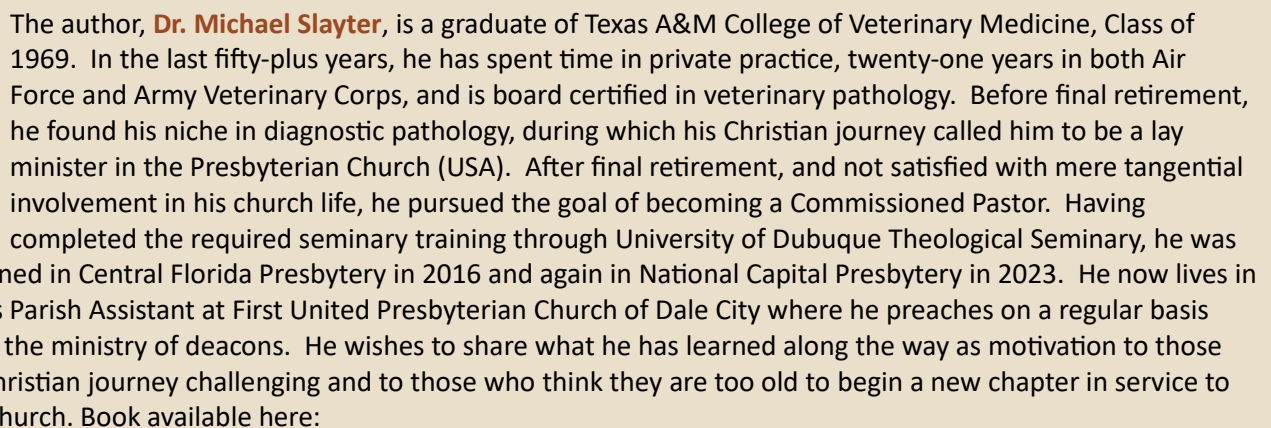 The author, Dr. Michael Slayter, is a graduate of Texas A&M College of Veterinary Medicine, Class of
1969.  In the last fifty-plus years, he has spent time in private practice, twenty-one years in both Air
Force and Army Veterinary Corps, and is board certified in veterinary pathology.  Before final retirement,
he found his niche in diagnostic pathology, during which his Christian journey called him to be a lay
minister in the Presbyterian Church (USA).  After final retirement, and not satisfied with mere tangential
involvement in his church life, he pursued the goal of becoming a Commissioned Pastor.  Having
completed the required seminary training through University of Dubuque Theological Seminary, he was
ned in Central Florida Presbytery in 2016 and again in National Capital Presbytery in 2023.  He now lives in
s Parish Assistant at First United Presbyterian Church of Dale City where he preaches on a regular basis
the ministry of deacons.  He wishes to share what he has learned along the way as motivation to those
hristian journey challenging and to those who think they are too old to begin a new chapter in service to
hurch. Book available here: